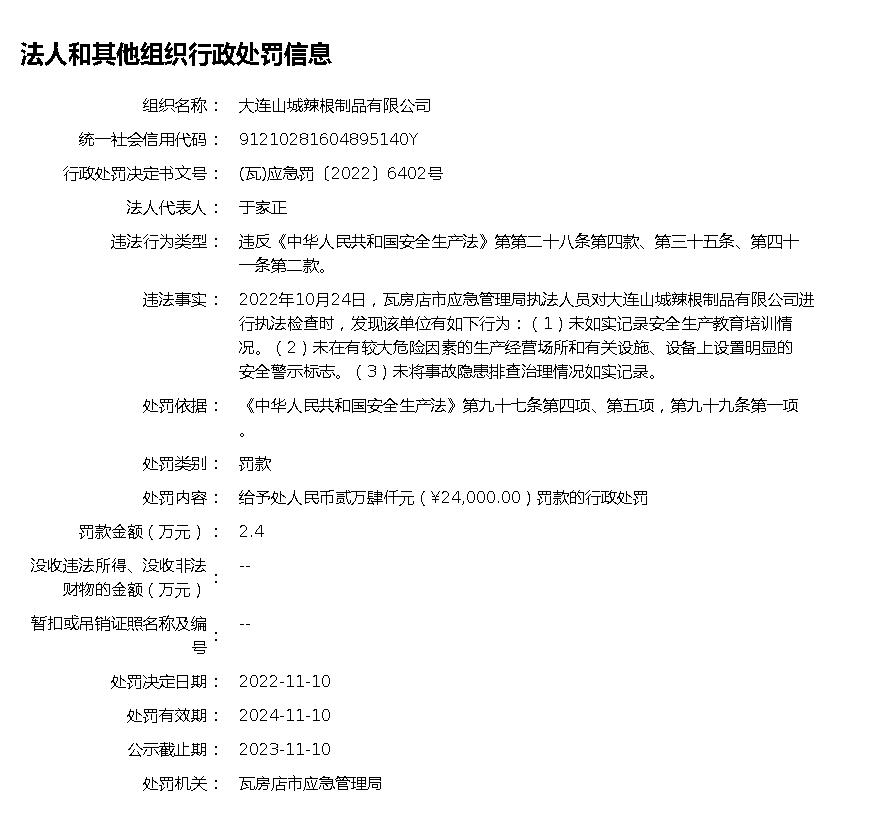 法人和其他组织行政处罚信息
组织名称： 大连山城辣根制品有限公司
统一社会信用代码： 91210281604895140Y
行政处罚决定书文号： (瓦)应急罚〔2022〕6402号
法人代表人： 于家正
违法行为类型： 违反《中华人民共和国安全生产法》第第二十八条第四款、第三十五条、第四十
一条第二款。
违法事实： 2022年10月24日，瓦房店市应急管理局执法人员对大连山城辣根制品有限公司进
行执法检查时，发现该单位有如下行为：（1）未如实记录安全生产教育培训情
况。（2）未在有较大危险因素的生产经营场所和有关设施、设备上设置明显的
安全警示标志。（3）未将事故隐患排查治理情况如实记录。
处罚依据： 《中华人民共和国安全生产法》第九十七条第四项、第五项，第九十九条第一项
。
处罚类别： 罚款
处罚内容： 给予处人民币贰万肆仟元（¥24,000.00）罚款的行政处罚
罚款金额（万元）： 2.4
没收违法所得、没收非法
财物的金额（万元）： --
暂扣或吊销证照名称及编
号： --
处罚决定日期： 2022-11-10
处罚有效期： 2024-11-10
公示截止期： 2023-11-10
处罚机关： 瓦房店市应急管理局